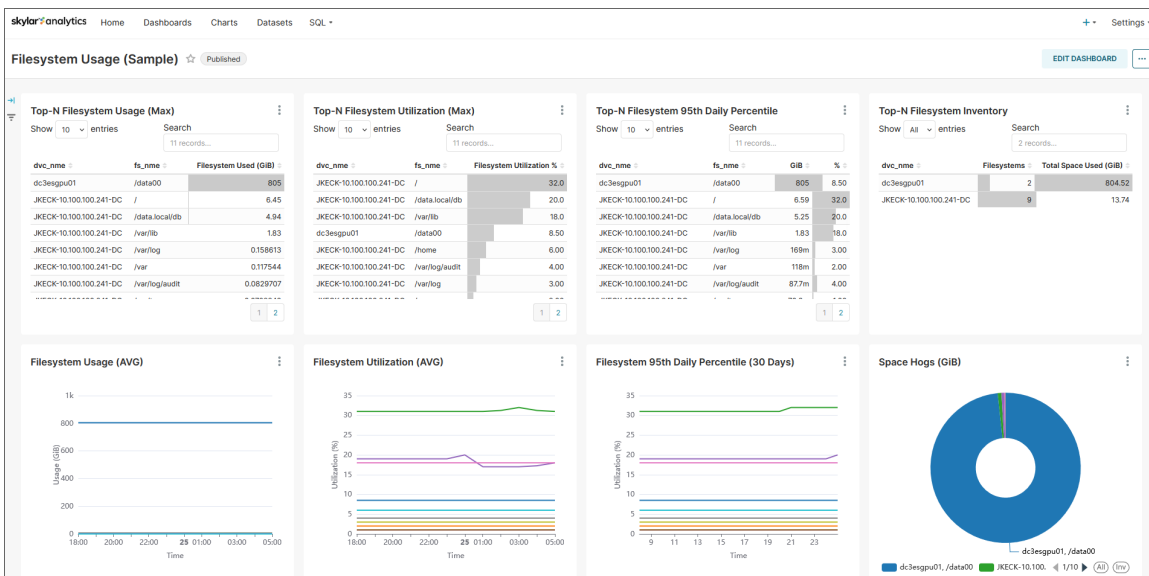 skylar analytics Home Dashboards Charts Datasets SQL + Settings
Filesystem Usage (Sample) Published EDIT DASHBOARD ...
Top-N Filesystem Usage (Max)
Show 10 entries Search
11 records...
dvc_nme fs_nme Filesystem Used (GiB)
dc3esgpu01 /data00 805
JKECK-10.100.100.241-DC / 6.45
JKECK-10.100.100.241-DC /data.local/db 4.94
JKECK-10.100.100.241-DC /var/lib 1.83
JKECK-10.100.100.241-DC /var/log 0.158613
JKECK-10.100.100.241-DC /var 0.117544
JKECK-10.100.100.241-DC /var/log/audit 0.0829707
1 2
Top-N Filesystem Utilization (Max)
Show 10 entries Search
11 records...
dvc_nme fs_nme Filesystem Utilization %
JKECK-10.100.100.241-DC / 32.0
JKECK-10.100.100.241-DC /data.local/db 20.0
JKECK-10.100.100.241-DC /var/lib 18.0
dc3esgpu01 /data00 8.50
JKECK-10.100.100.241-DC /home 6.00
JKECK-10.100.100.241-DC /var/log/audit 4.00
JKECK-10.100.100.241-DC /var/log 3.00
1 2
Top-N Filesystem 95th Daily Percentile
Show 10 entries Search
11 records...
dvc_nme fs_nme GiB %
dc3esgpu01 /data00 805 8.50
JKECK-10.100.100.241-DC / 6.59 32.0
JKECK-10.100.100.241-DC /data.local/db 5.25 20.0
JKECK-10.100.100.241-DC /var/lib 1.83 18.0
JKECK-10.100.100.241-DC /var/log 169m 3.00
JKECK-10.100.100.241-DC /var 118m 2.00
JKECK-10.100.100.241-DC /var/log/audit 87.7m 4.00
1 2
Top-N Filesystem Inventory
Show All entries Search
2 records...
dvc_nme Filesystems Total Space Used (GiB)
dc3esgpu01 2 804.52
JKECK-10.100.100.241-DC 9 13.74
Filesystem Usage (AVG)
1k
800
600
400
200
0
Usage (GiB)
18:00 20:00 22:00 25 01:00 03:00 05:00
Time
Filesystem Utilization (AVG)
35
30
25
20
15
10
5
0
Utilization (%)
18:00 20:00 22:00 25 01:00 03:00 05:00
Time
Filesystem 95th Daily Percentile (30 Days)
35
30
25
20
15
10
5
0
Utilization (%)
9 11 13 15 17 19 21 23
Time
Space Hogs (GiB)
dc3esgpu01, /data00
dc3esgpu01, /data00 JKECK-10.100. 1/10 All Inv